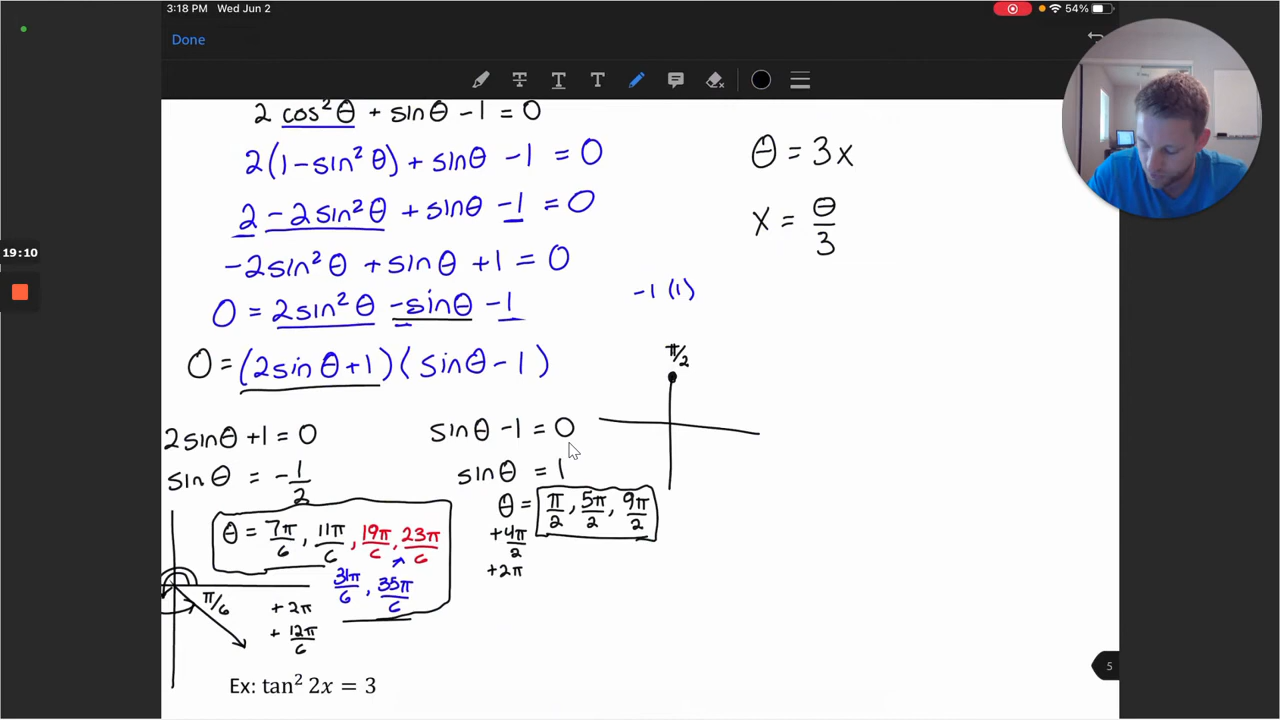 3:18 PM Wed Jun 2
54%
Done
19:10
2 cos²θ + sinθ -1 = 0
2(1-sin²θ) + sinθ -1 = 0
2 - 2sin²θ + sinθ -1 = 0
-2sin²θ + sinθ +1 = 0
0 = 2sin²θ -sinθ -1
0 = (2sinθ+1)(sinθ-1)
θ = 3x
x = θ/3
-1 (1)
π/2
2sinθ+1 = 0
sinθ = -1/2
θ = 7π/6, 11π/6, 19π/6, 23π/6
31π/6, 35π/6
π/6
+2π
+ 12π/6
sinθ -1 = 0
sinθ = 1
θ = π/2, 5π/2, 9π/2
+4π/2
+2π
Ex: tan² 2x = 3
5